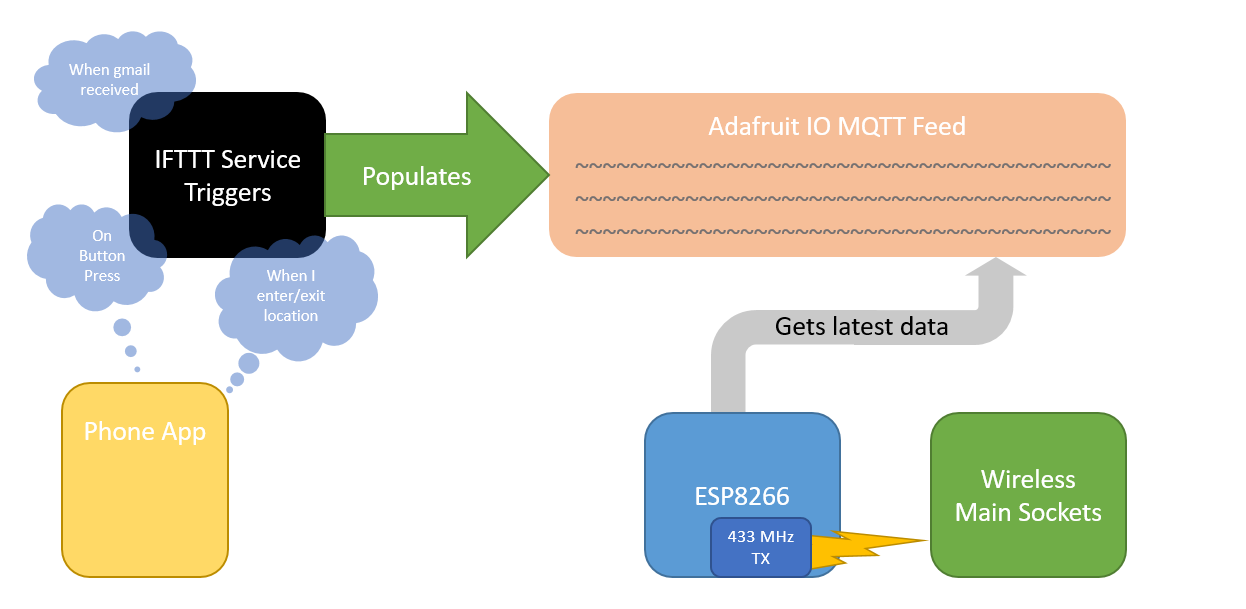 When gmail
received
IFTTT Service
Triggers
Populates
Adafruit IO MQTT Feed
~~~~~~~~~~~~~~~~~~~~~~~~~~~~~~~~~~~~~~~
~~~~~~~~~~~~~~~~~~~~~~~~~~~~~~~~~~~~~~~
~~~~~~~~~~~~~~~~~~~~~~~~~~~~~~~~~~~~~~~
On
Button
Press
When I
enter/exit
location
Gets latest data
Phone App
ESP8266
433 MHz
TX
Wireless
Main Sockets